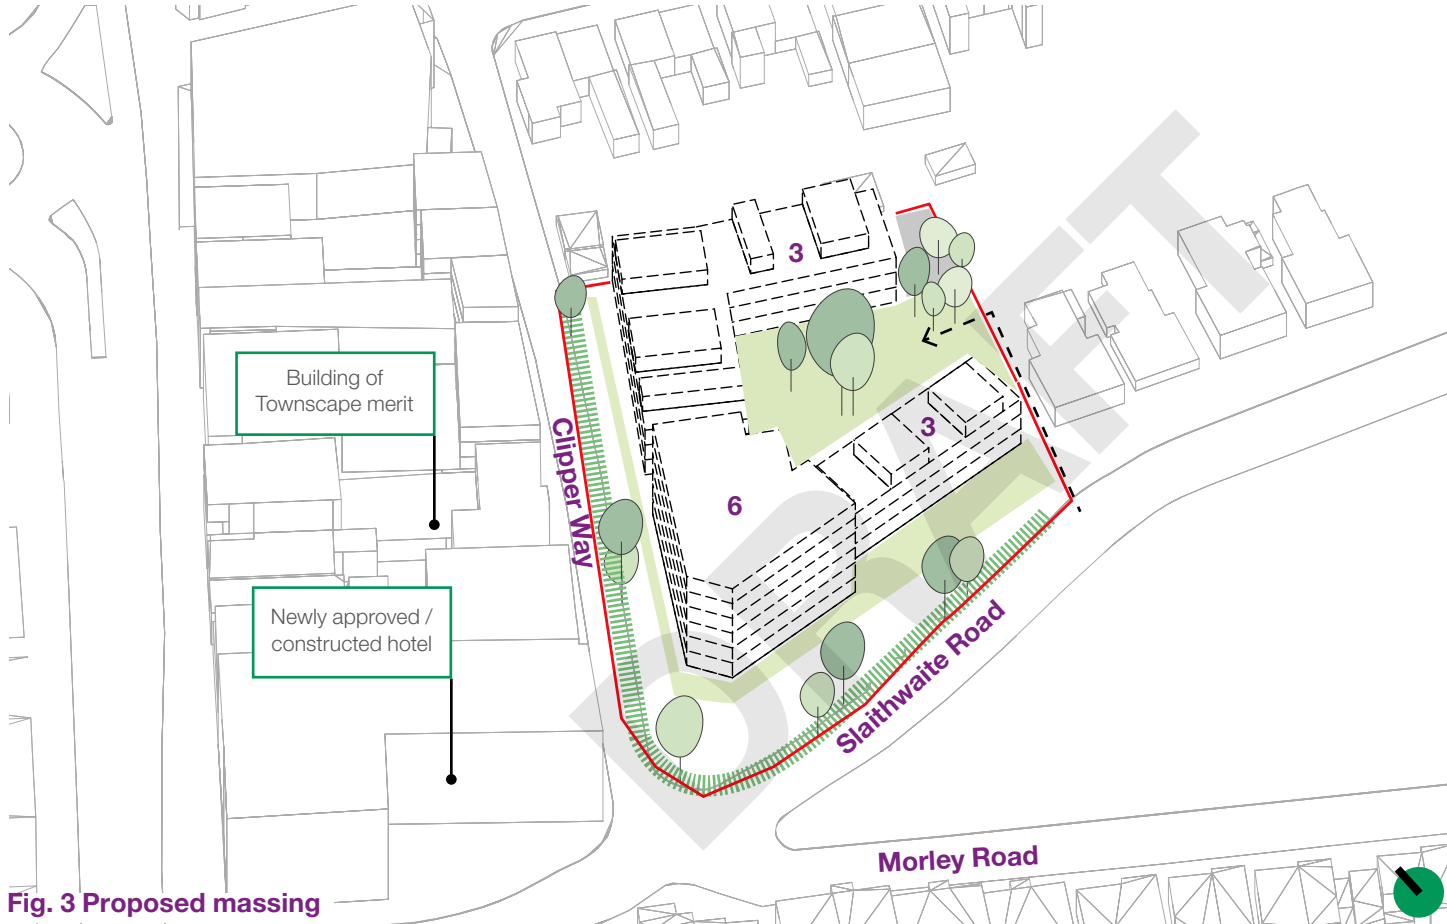 3
Building of
Townscape merit
Clipper Way
3
6
Newly approved /
constructed hotel
Slaithwaite Road
DRAFT
Morley Road
Fig. 3 Proposed massing